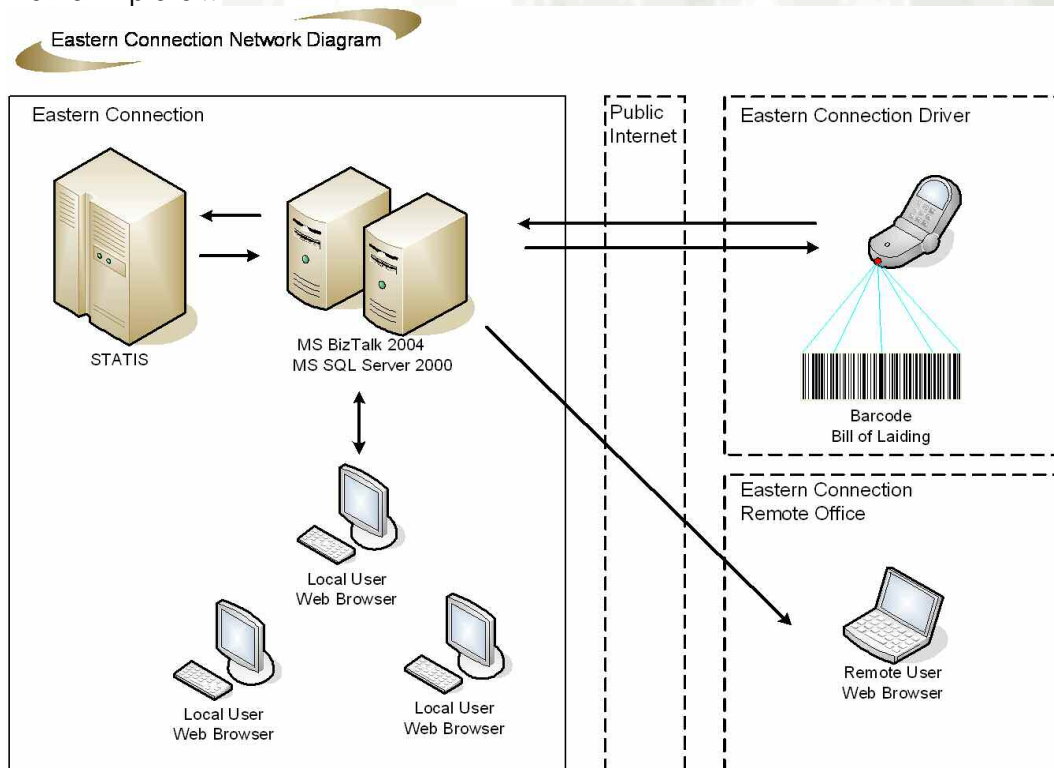 Eastern Connection Network Diagram
Eastern Connection
Public
Internet
Eastern Connection Driver
STATIS
MS BizTalk 2004
MS SQL Server 2000
Barcode
Bill of Laiding
Eastern Connection
Remote Office
Local User
Web Browser
Local User
Web Browser
Local User
Web Browser
Remote User
Web Browser